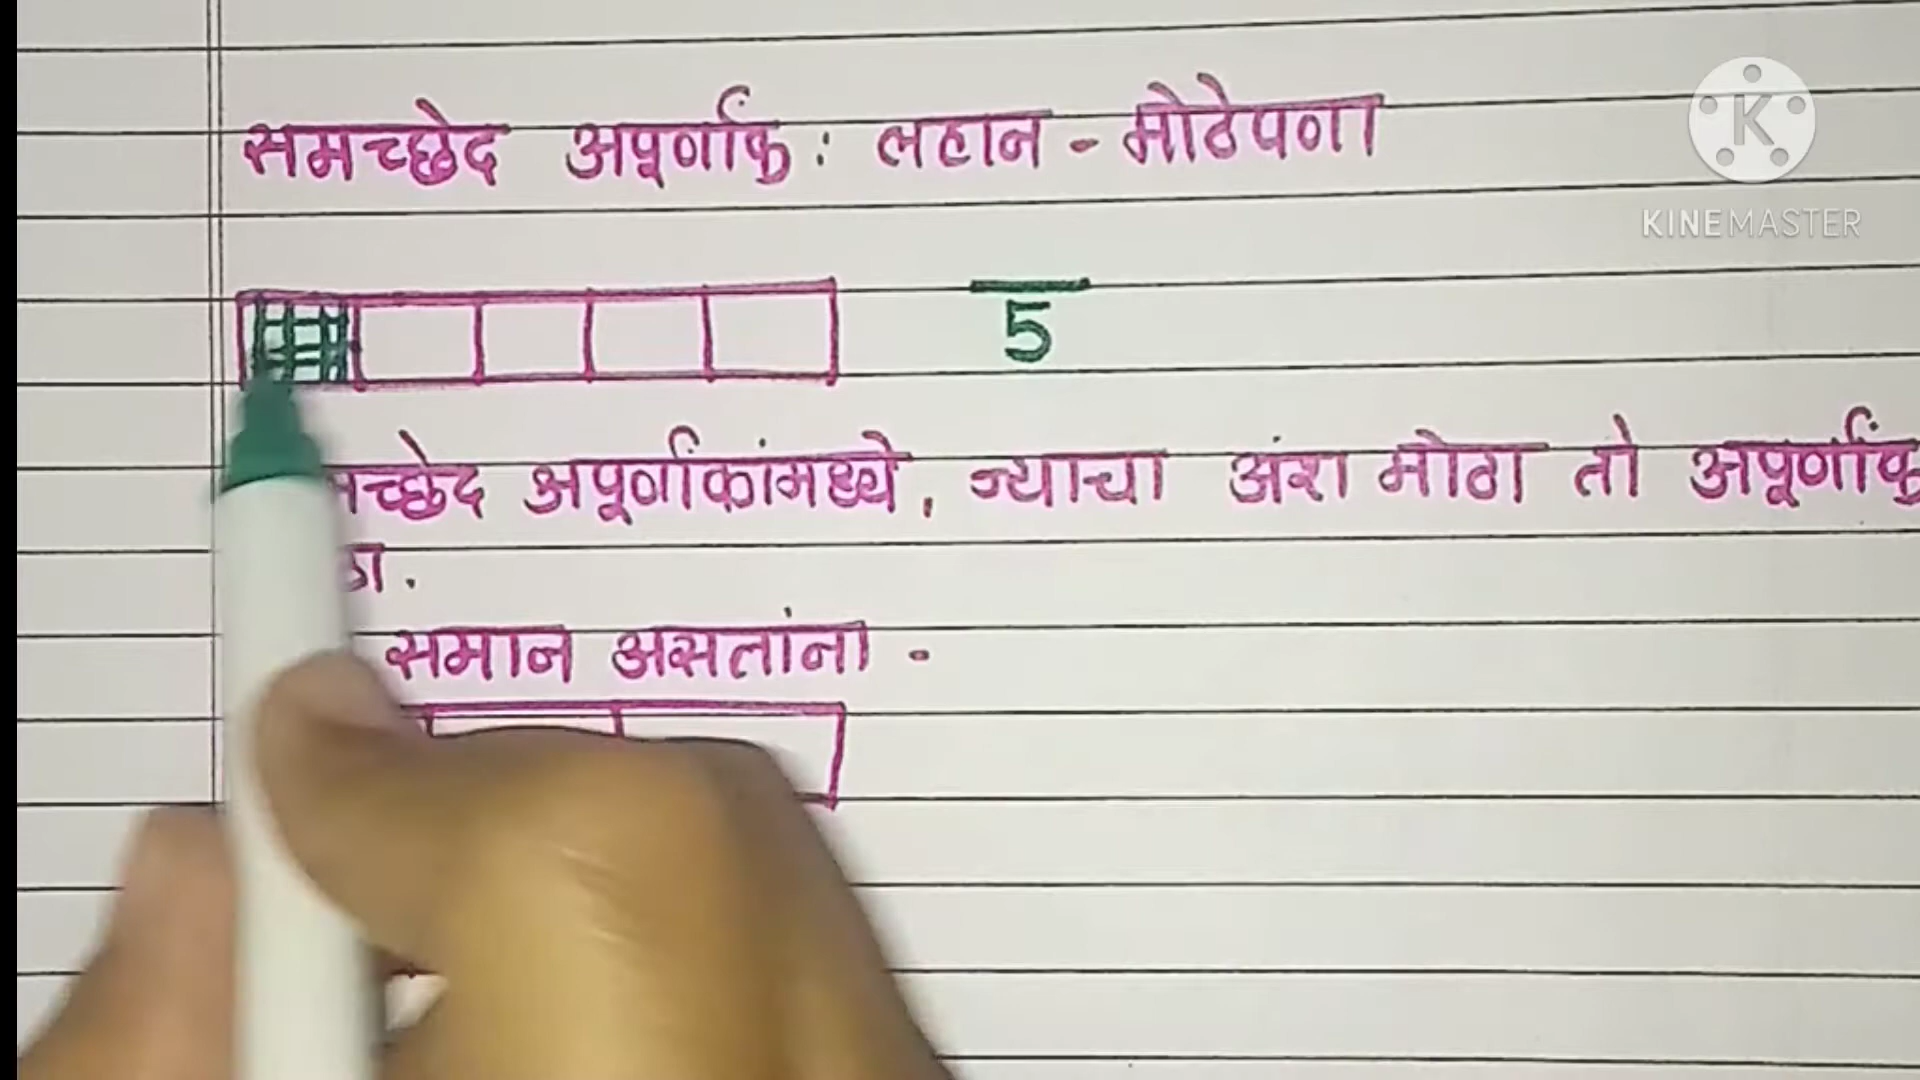 समच्छेद अपूर्णांक : लहान - मोठेपणा
KINEMASTER
5
च्छेद अपूर्णांकांमध्ये, ज्याचा अंश मोठा तो अपूर्णांक
ठा.
समान असतांना -